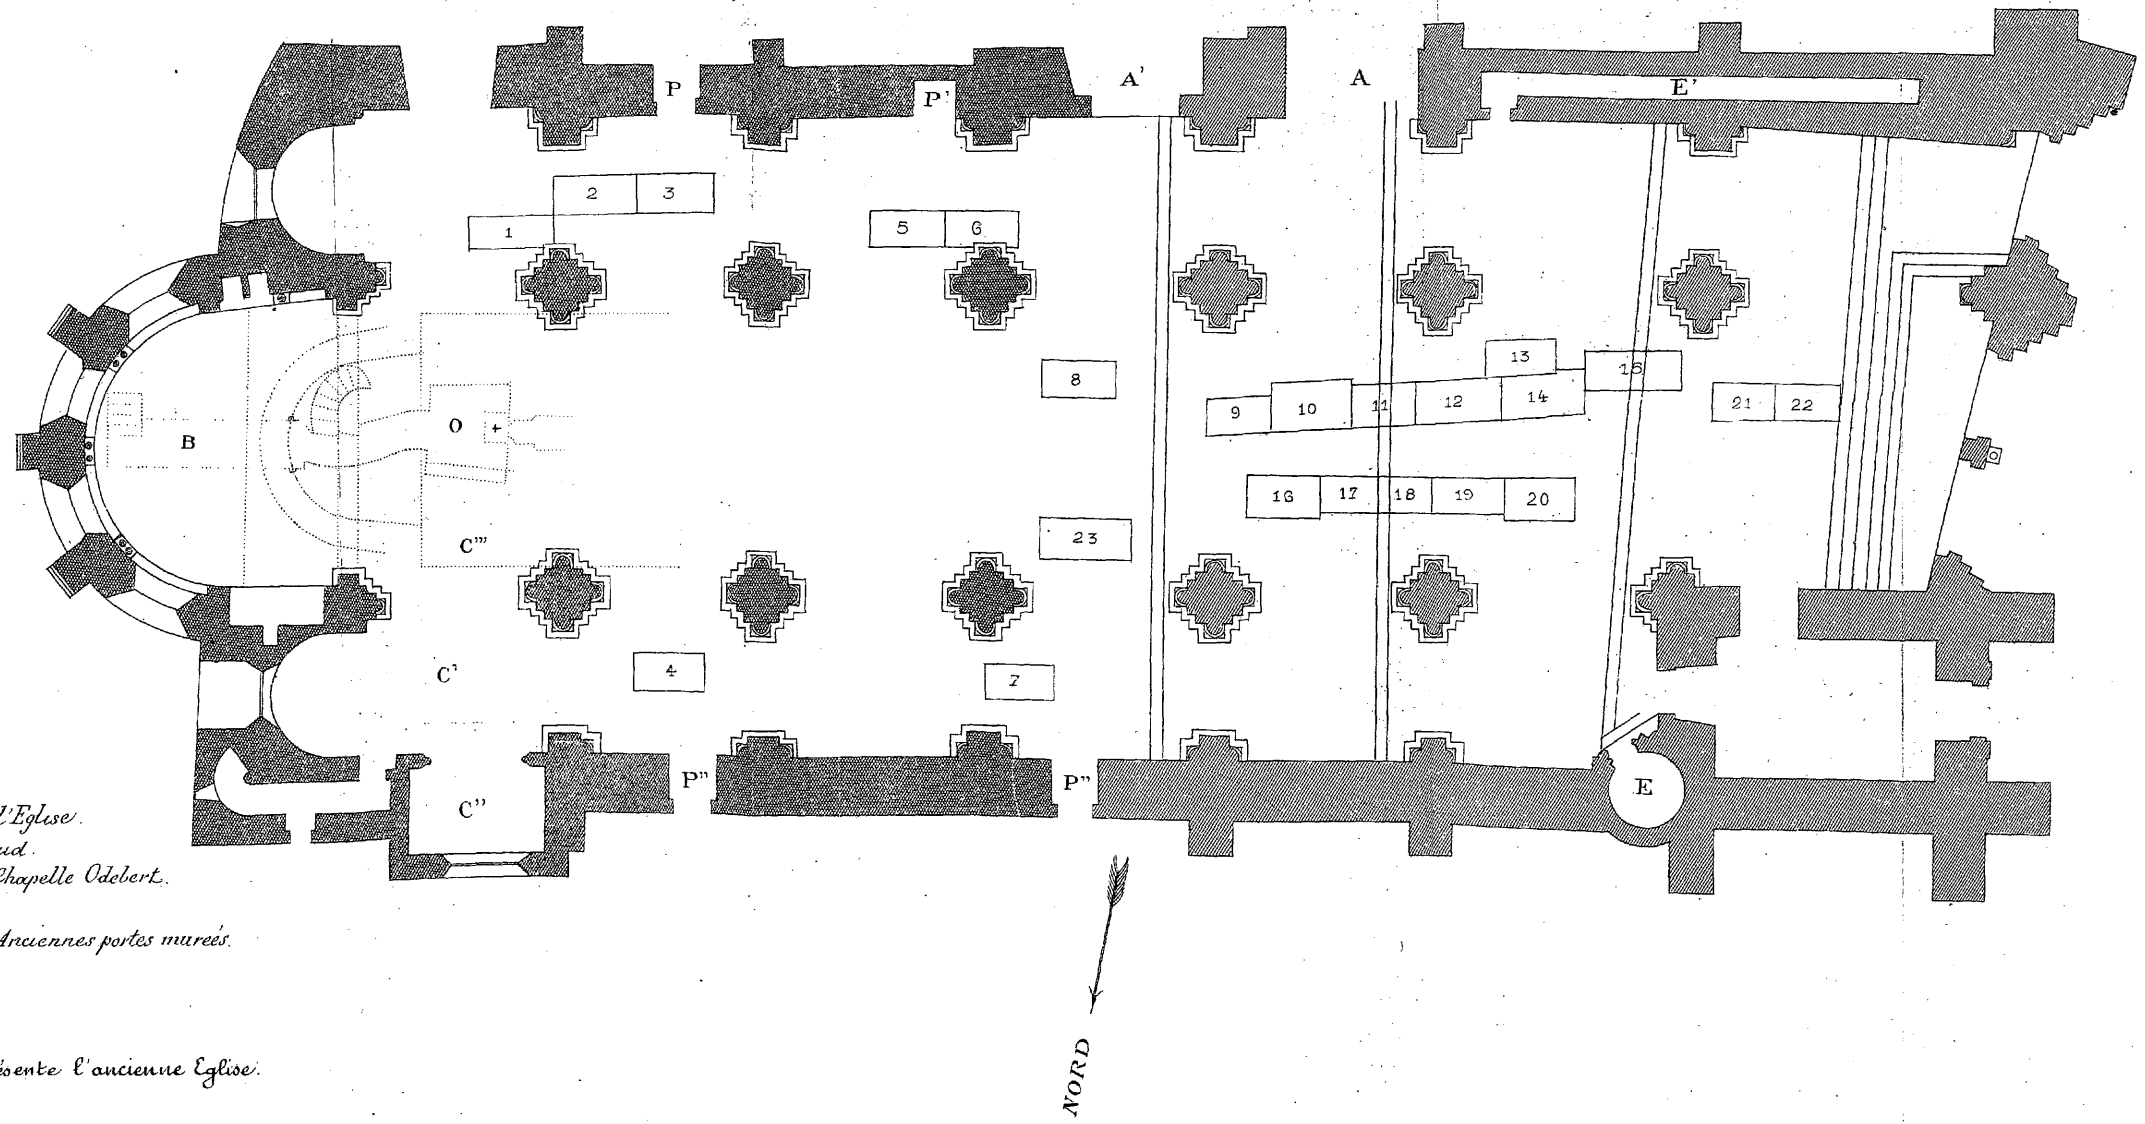 P
P'
A'
A
E'
2
3
1
5
6
8
13
15
9
10
11
12
14
21
22
B
O
+
16
17
18
19
20
23
C'''
C'
4
7
P''
P''
C''
E
l'Eglise.
ud.
Chapelle Odebert.
Anciennes portes murées.
ésente l'ancienne Eglise.
NORD